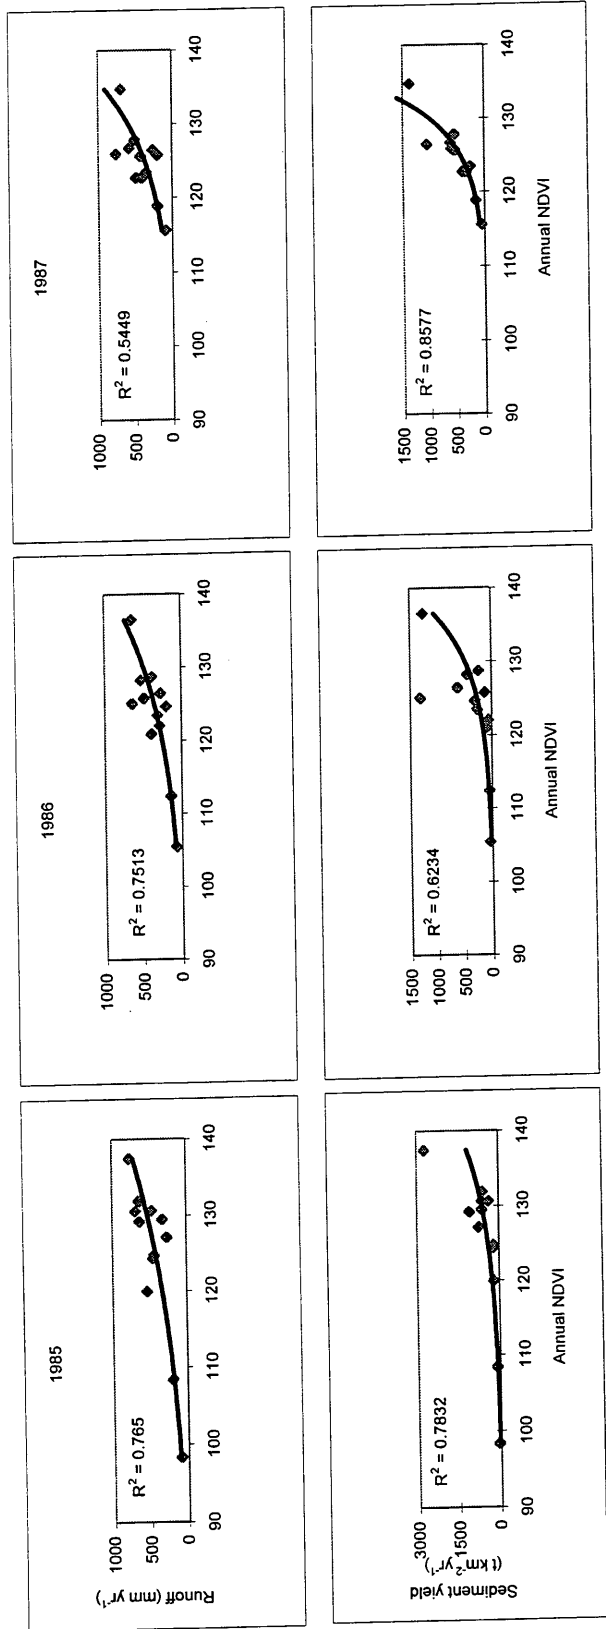 1985
1986
1987
Runoff (mm yr⁻¹)
1000
500
0
R² = 0.765
90 100 110 120 130 140
1000
500
0
R² = 0.7513
90 100 110 120 130 140
1000
500
0
R² = 0.5449
90 100 110 120 130 140
Sediment yield
(t km⁻² yr⁻¹)
3000
1500
0
R² = 0.7832
90 100 110 120 130 140
Annual NDVI
1500
1000
500
0
R² = 0.6234
90 100 110 120 130 140
Annual NDVI
1500
1000
500
0
R² = 0.8577
90 100 110 120 130 140
Annual NDVI